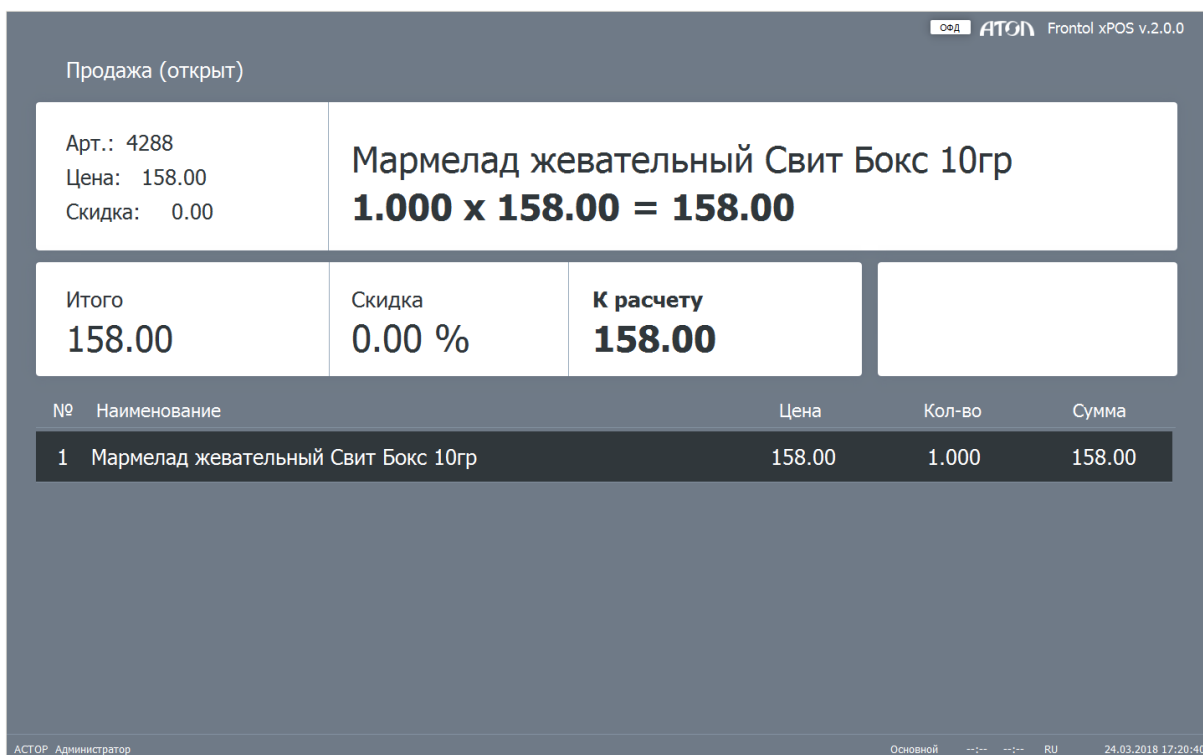 ОФД АТОЛ Frontol xPOS v.2.0.0
Продажа (открыт)
Арт.: 4288
Цена: 158.00
Скидка: 0.00
Мармелад жевательный Свит Бокс 10гр
1.000 x 158.00 = 158.00
Итого
158.00
Скидка
0.00 %
К расчету
158.00
№ Наименование Цена Кол-во Сумма
1 Мармелад жевательный Свит Бокс 10гр 158.00 1.000 158.00
АСТОР Администратор Основной --:-- --:-- RU 24.03.2018 17:20:40